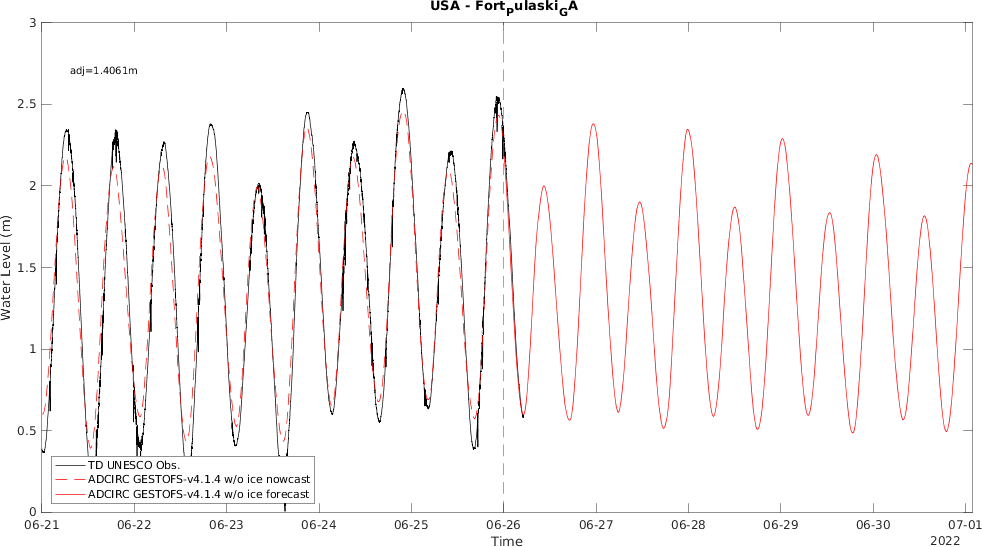 USA - FortPulaskiGA
3
adj=1.4061m
2.5
2
1.5
1
0.5
0
Water Level (m)
TD UNESCO Obs.
ADCIRC GESTOFS-v4.1.4 w/o ice nowcast
ADCIRC GESTOFS-v4.1.4 w/o ice forecast
06-21 06-22 06-23 06-24 06-25 06-26 06-27 06-28 06-29 06-30 07-01
Time
2022